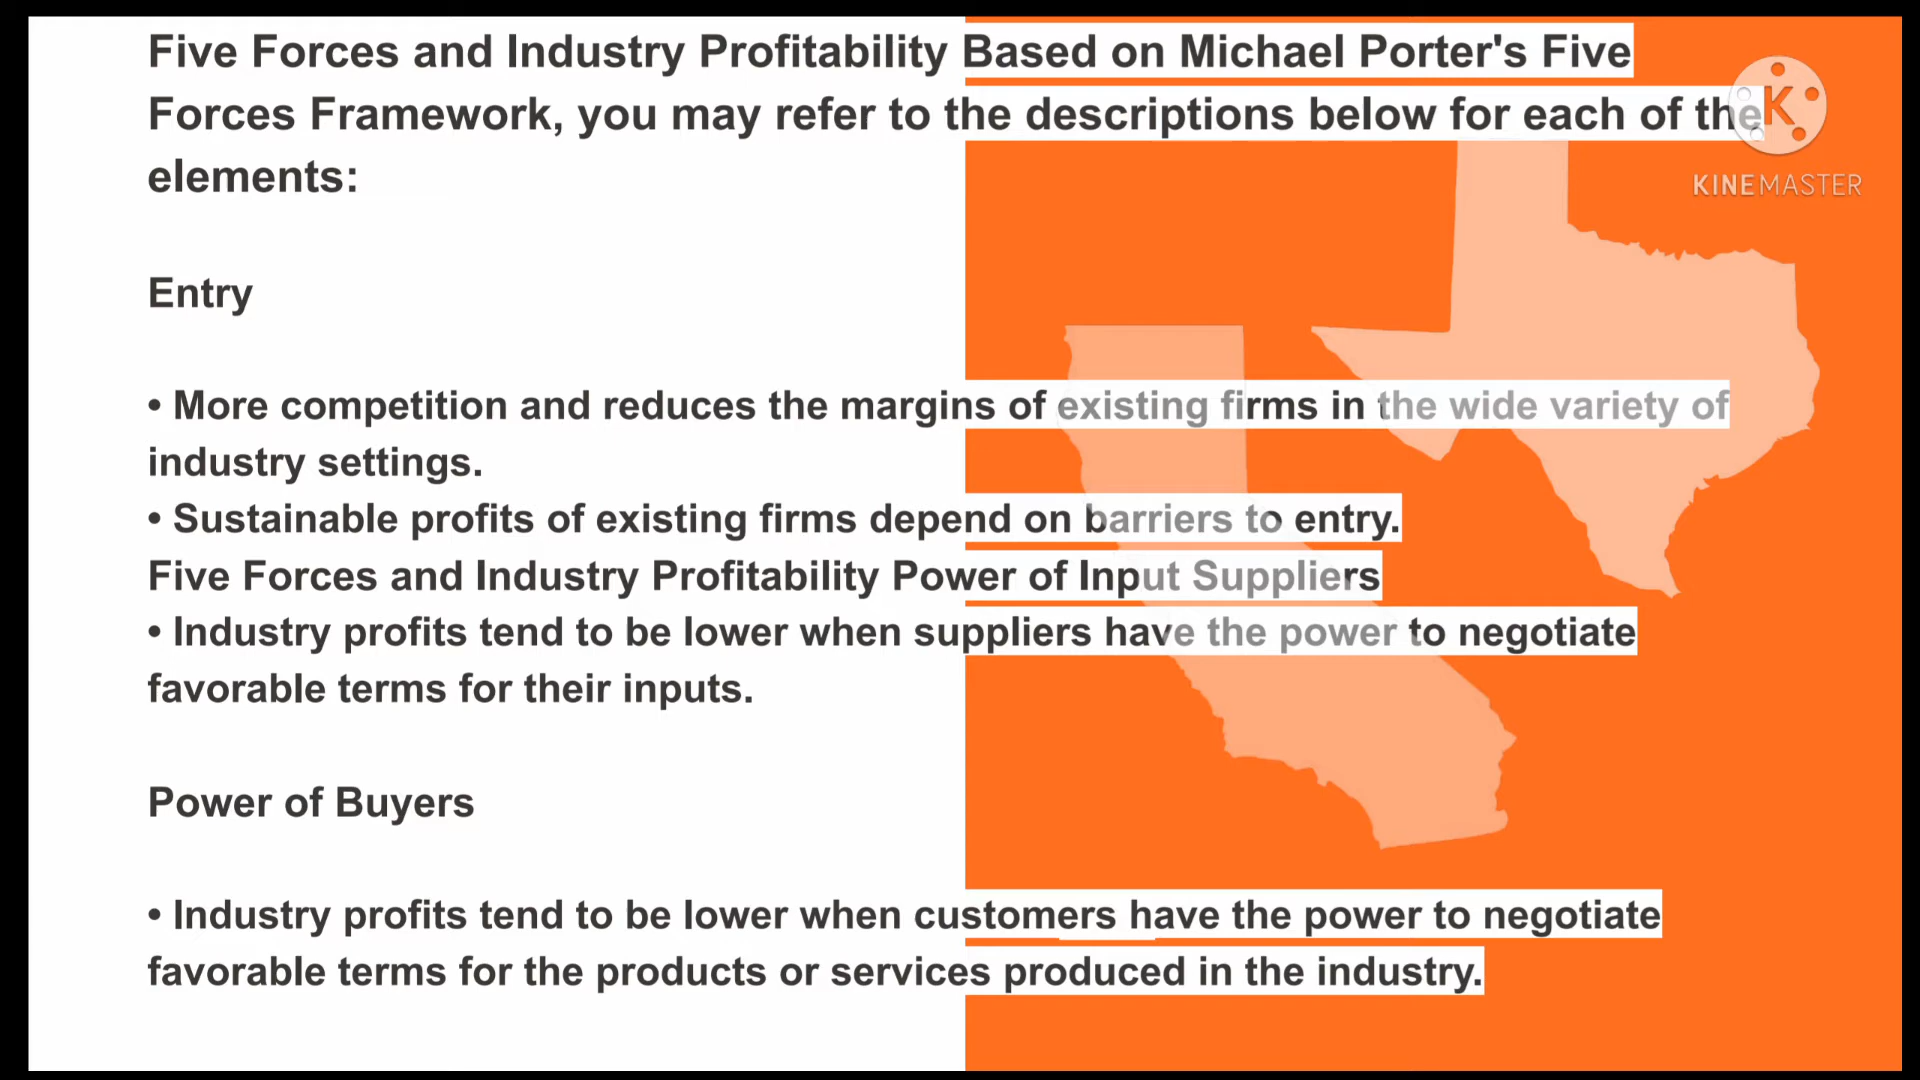 Five Forces and Industry Profitability Based on Michael Porter's Five
Forces Framework, you may refer to the descriptions below for each of the
elements:
KINEMASTER
Entry
• More competition and reduces the margins of existing firms in the wide variety of
industry settings.
• Sustainable profits of existing firms depend on barriers to entry.
Five Forces and Industry Profitability Power of Input Suppliers
• Industry profits tend to be lower when suppliers have the power to negotiate
favorable terms for their inputs.
Power of Buyers
• Industry profits tend to be lower when customers have the power to negotiate
favorable terms for the products or services produced in the industry.